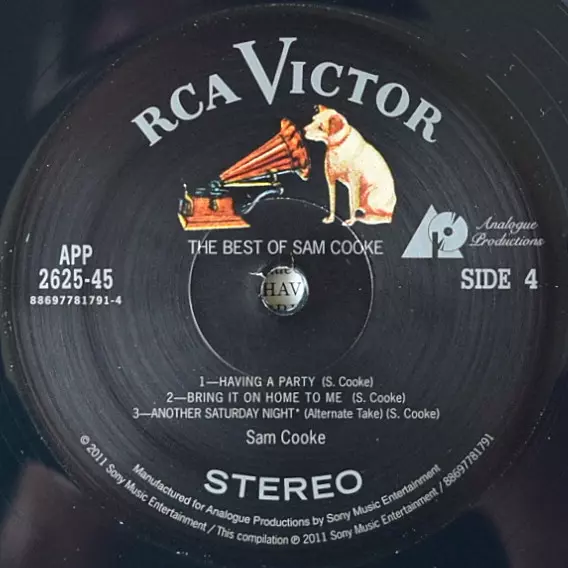 RCA VICTOR
THE BEST OF SAM COOKE
Analogue
Productions
APP
2625-45
88697781791-4
SIDE 4
HAV
1—HAVING A PARTY (S. Cooke)
2—BRING IT ON HOME TO ME (S. Cooke)
3—ANOTHER SATURDAY NIGHT* (Alternate Take) (S. Cooke)
Sam Cooke
STEREO
Manufactured for Analogue Productions by Sony Music Entertainment
© 2011 Sony Music Entertainment / This compilation ℗ 2011 Sony Music Entertainment / 88697781791